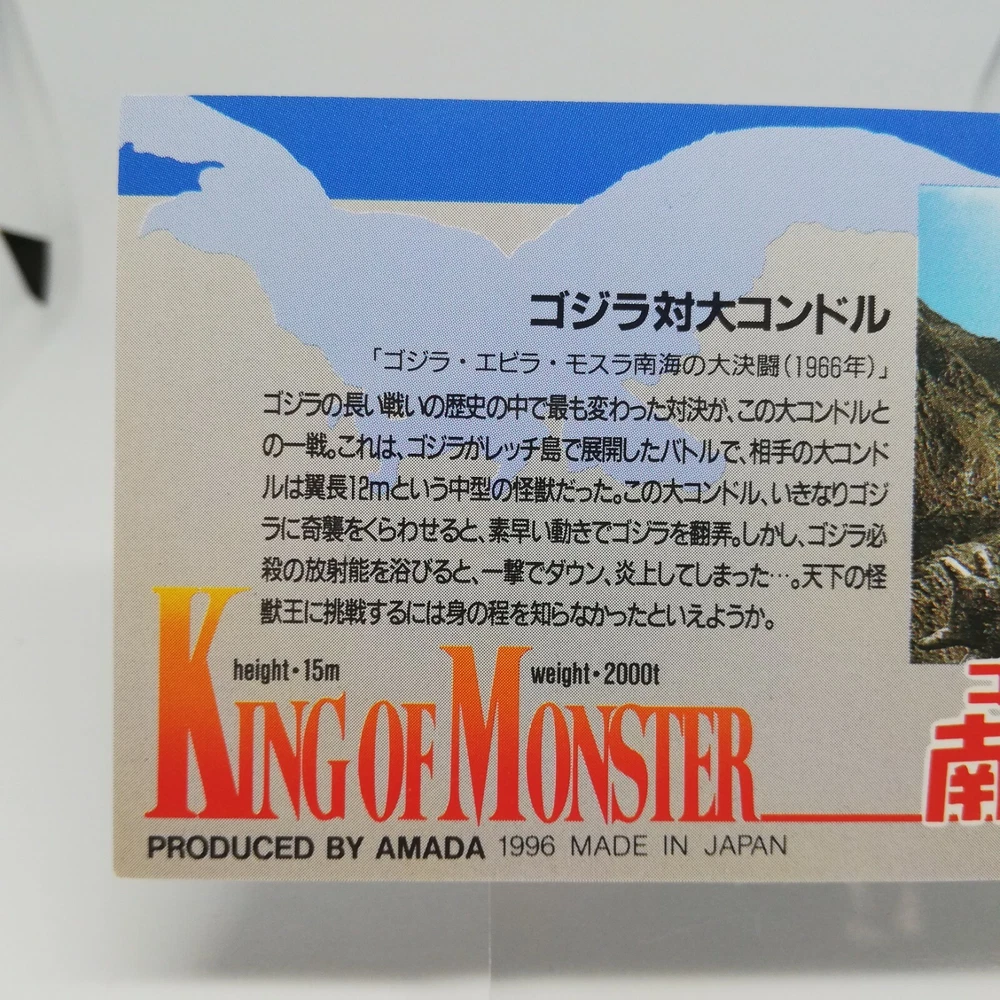 ゴジラ対大コンドル
「ゴジラ・エビラ・モスラ南海の大決闘(1966年)」
ゴジラの長い戦いの歴史の中で最も変わった対決が、この大コンドルと
の一戦。これは、ゴジラがレッチ島で展開したバトルで、相手の大コンド
ルは翼長12mという中型の怪獣だった。この大コンドル、いきなりゴジ
ラに奇襲をくらわせると、素早い動きでゴジラを翻弄。しかし、ゴジラ必
殺の放射能を浴びると、一撃でダウン、炎上してしまった…。天下の怪
獣王に挑戦するには身の程を知らなかったといえようか。
height・15m weight・2000t
KING OF MONSTER
南
PRODUCED BY AMADA 1996 MADE IN JAPAN